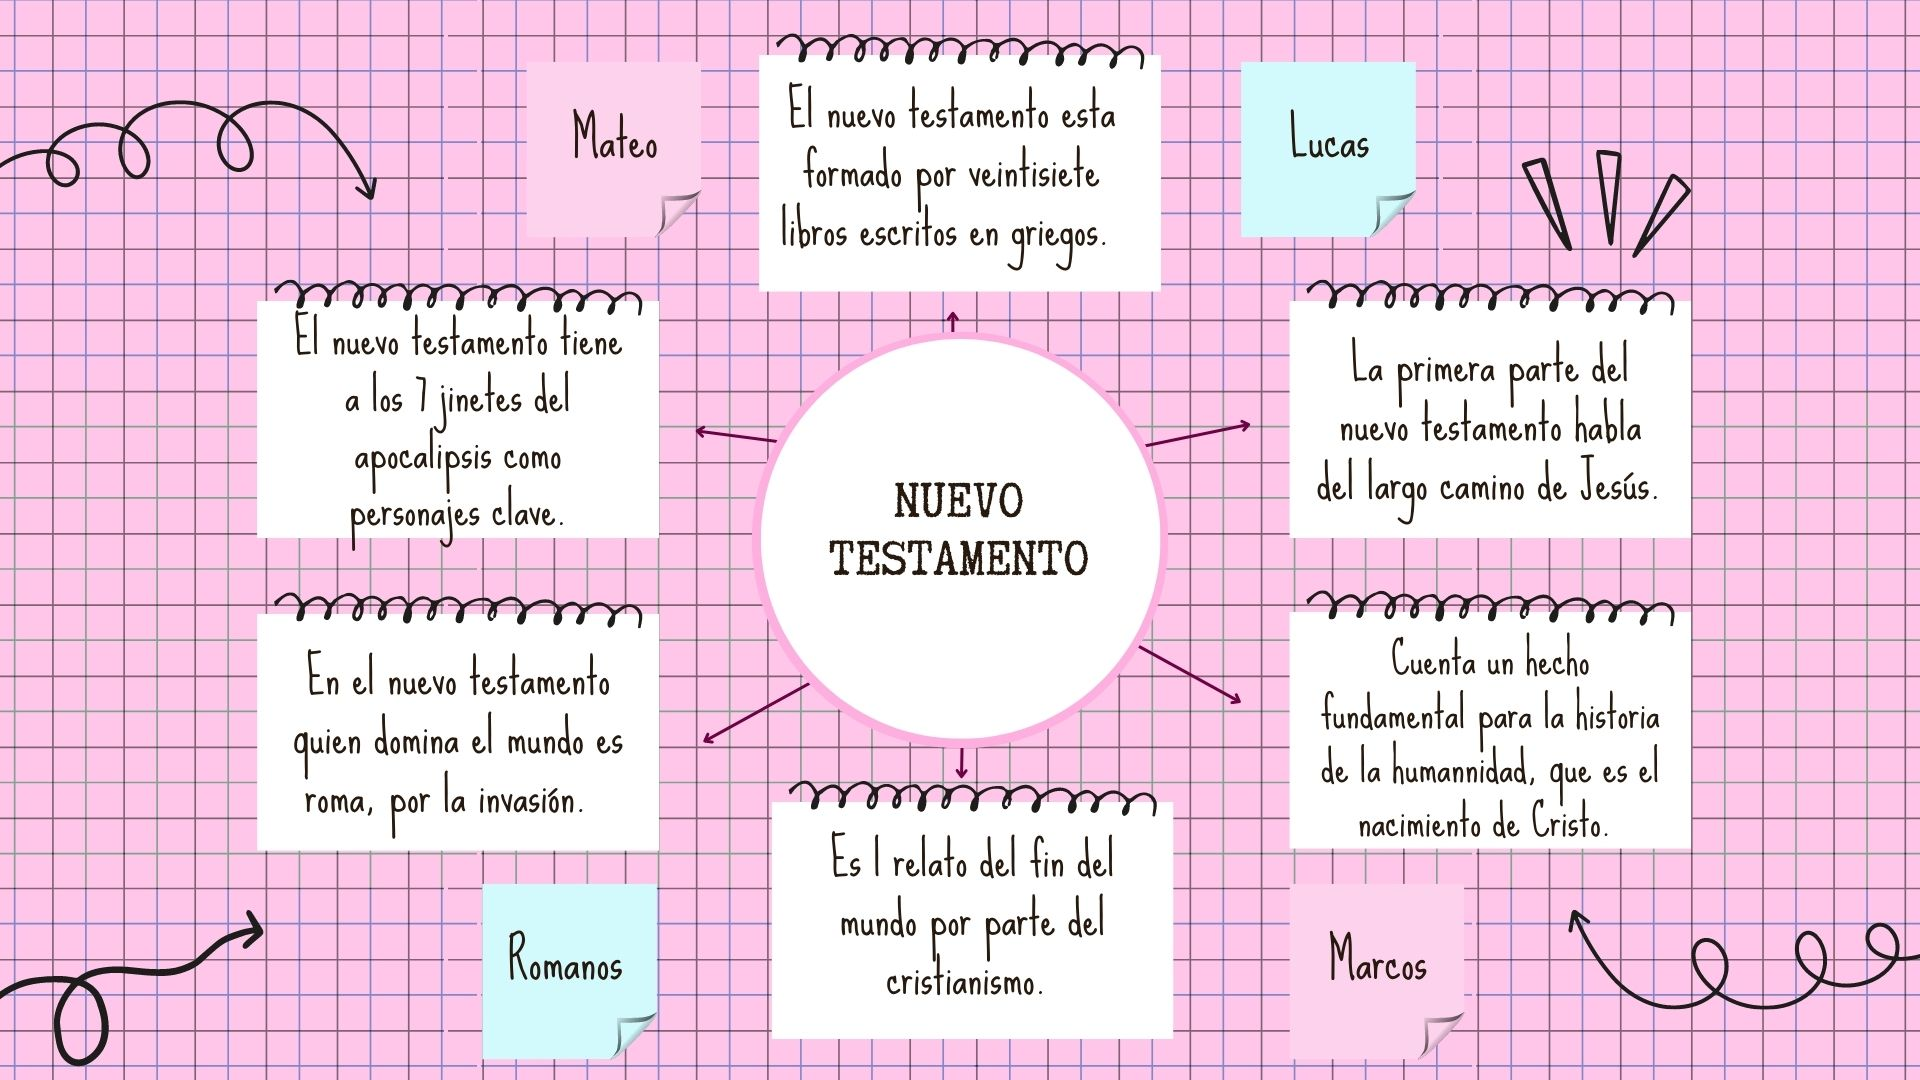 Mateo
El nuevo testamento esta
formado por veintisiete
libros escritos en griegos.
Lucas
El nuevo testamento tiene
a los 7 jinetes del
apocalipsis como
personajes clave.
La primera parte del
nuevo testamento habla
del largo camino de Jesús.
NUEVO
TESTAMENTO
En el nuevo testamento
quien domina el mundo es
roma, por la invasión.
Cuenta un hecho
fundamental para la historia
de la humannidad, que es el
nacimiento de Cristo.
Es l relato del fin del
mundo por parte del
cristianismo.
Romanos
Marcos